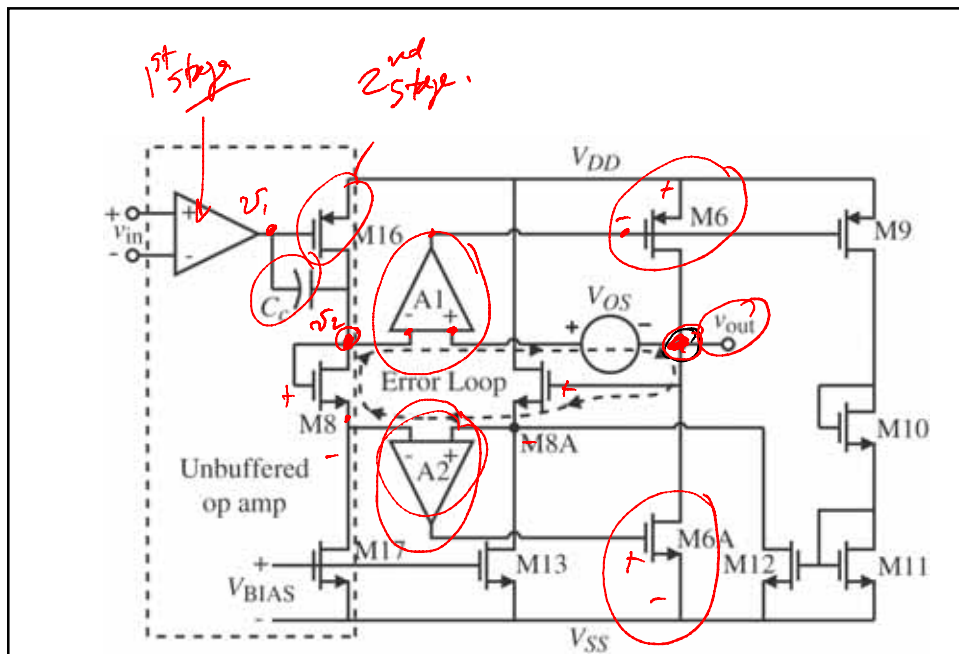 1st stage
2nd stage.
VDD
+
v1
+
-
M6
M9
+
vin
-
+
-
M16
Cc
v2
A1
- +
VOS
+ -
vout
Error Loop
+
M8
+
-
M8A
-
M10
Unbuffered
op amp
A2
- +
M17
M13
M6A
+
-
M12
M11
+
VBIAS
-
VSS